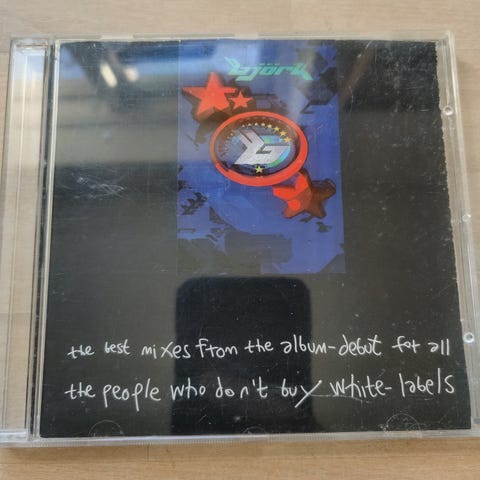 björk
the best mixes from the album-debut for all
the people who don't buy white-labels